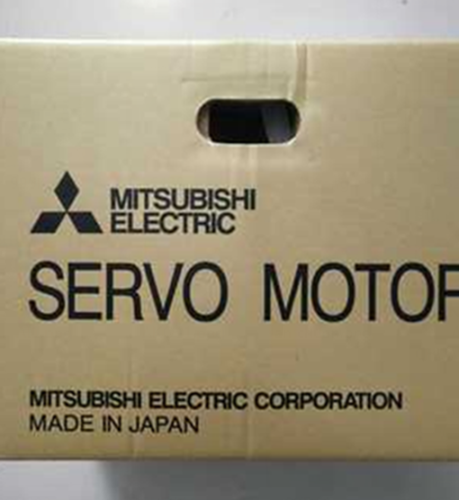 MITSUBISHI
ELECTRIC
SERVO MOTOR
MITSUBISHI ELECTRIC CORPORATION
MADE IN JAPAN